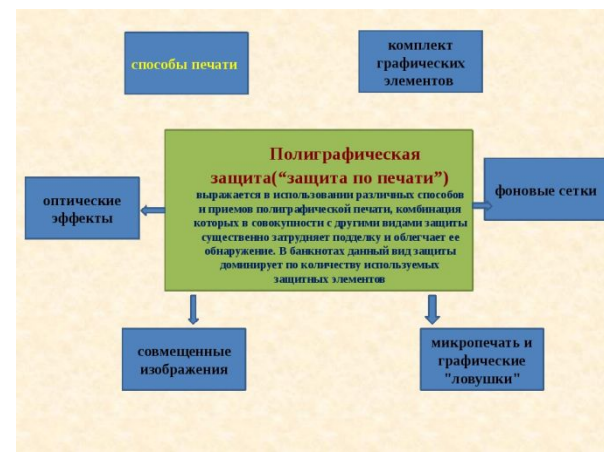 способы печати
комплект
графических
элементов
Полиграфическая
защита(“защита по печати”)
выражается в использовании различных способов
и приемов полиграфической печати, комбинация
которых в совокупности с другими видами защиты
существенно затрудняет подделку и облегчает ее
обнаружение. В банкнотах данный вид защиты
доминирует по количеству используемых
защитных элементов
оптические
эффекты
фоновые сетки
совмещенные
изображения
микропечать и
графические
"ловушки"